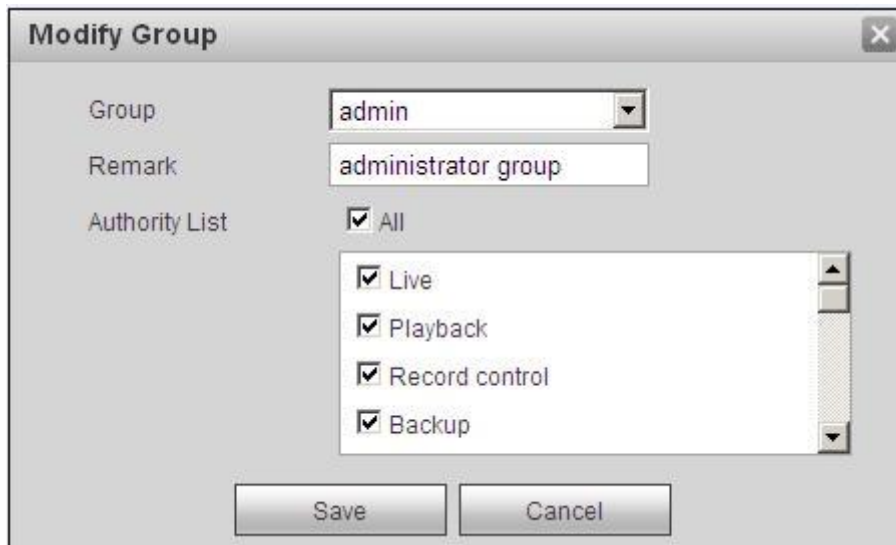 Modify Group
Group admin
Remark administrator group
Authority List All
Live
Playback
Record control
Backup
Save Cancel